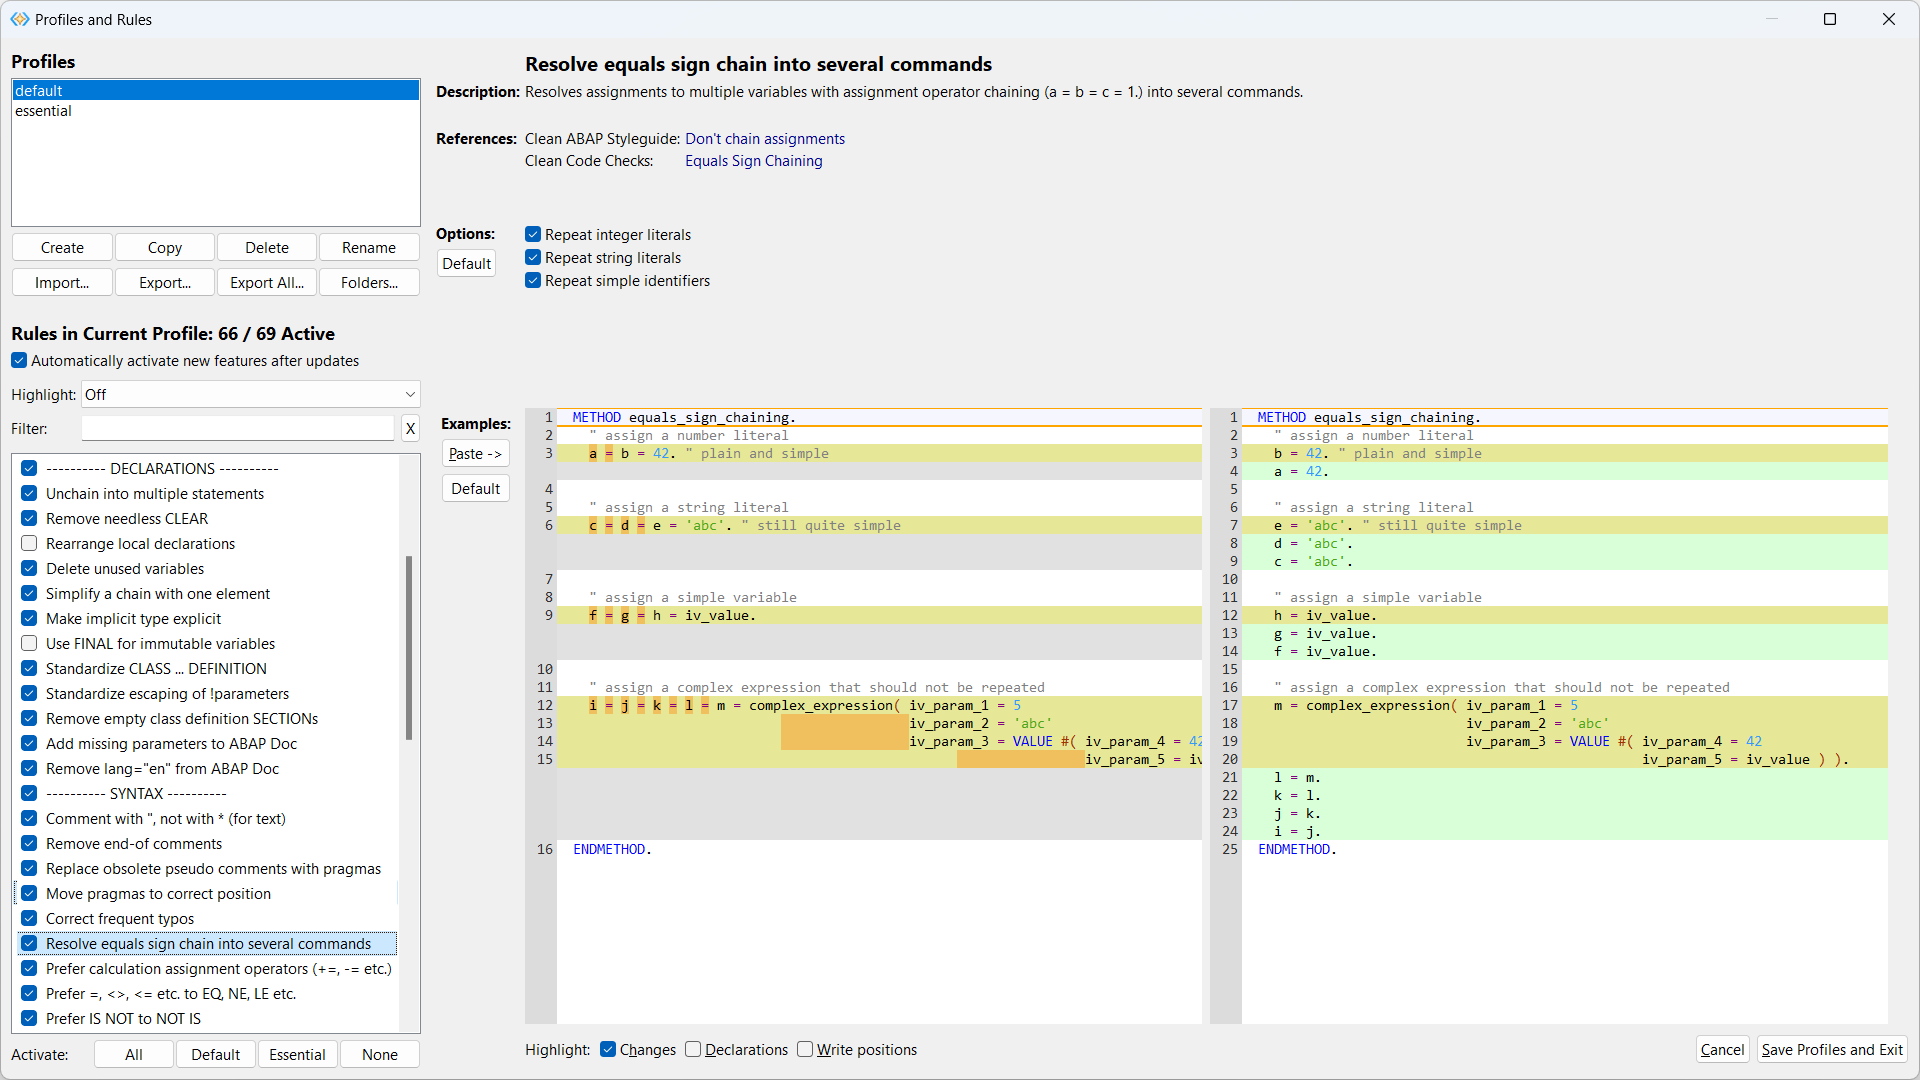 Profiles and Rules
Profiles
default
essential
Create Copy Delete Rename
Import... Export... Export All... Folders...
Rules in Current Profile: 66 / 69 Active
Automatically activate new features after updates
Highlight: Off
Filter: X
---------- DECLARATIONS ----------
Unchain into multiple statements
Remove needless CLEAR
Rearrange local declarations
Delete unused variables
Simplify a chain with one element
Make implicit type explicit
Use FINAL for immutable variables
Standardize CLASS ... DEFINITION
Standardize escaping of !parameters
Remove empty class definition SECTIONs
Add missing parameters to ABAP Doc
Remove lang="en" from ABAP Doc
---------- SYNTAX ----------
Comment with ", not with * (for text)
Remove end-of comments
Replace obsolete pseudo comments with pragmas
Move pragmas to correct position
Correct frequent typos
Resolve equals sign chain into several commands
Prefer calculation assignment operators (+=, -= etc.)
Prefer =, <>, <= etc. to EQ, NE, LE etc.
Prefer IS NOT to NOT IS
Activate: All Default Essential None
Resolve equals sign chain into several commands
Description: Resolves assignments to multiple variables with assignment operator chaining (a = b = c = 1.) into several commands.
References: Clean ABAP Styleguide: Don't chain assignments
Clean Code Checks: Equals Sign Chaining
Options: Repeat integer literals
Default Repeat string literals
Repeat simple identifiers
Examples:
Paste ->
Default
1 METHOD equals_sign_chaining.
2 " assign a number literal
3 a = b = 42. " plain and simple
4
5 " assign a string literal
6 c = d = e = 'abc'. " still quite simple
7
8 " assign a simple variable
9 f = g = h = iv_value.
10
11 " assign a complex expression that should not be repeated
12 i = j = k = l = m = complex_expression( iv_param_1 = 5
13 iv_param_2 = 'abc'
14 iv_param_3 = VALUE #( iv_param_4 = 42
15 iv_param_5 = iv
16 ENDMETHOD.
1 METHOD equals_sign_chaining.
2 " assign a number literal
3 b = 42. " plain and simple
4 a = 42.
5
6 " assign a string literal
7 e = 'abc'. " still quite simple
8 d = 'abc'.
9 c = 'abc'.
10
11 " assign a simple variable
12 h = iv_value.
13 g = iv_value.
14 f = iv_value.
15
16 " assign a complex expression that should not be repeated
17 m = complex_expression( iv_param_1 = 5
18 iv_param_2 = 'abc'
19 iv_param_3 = VALUE #( iv_param_4 = 42
20 iv_param_5 = iv_value ) ).
21 l = m.
22 k = l.
23 j = k.
24 i = j.
25 ENDMETHOD.
Highlight: Changes Declarations Write positions
Cancel Save Profiles and Exit